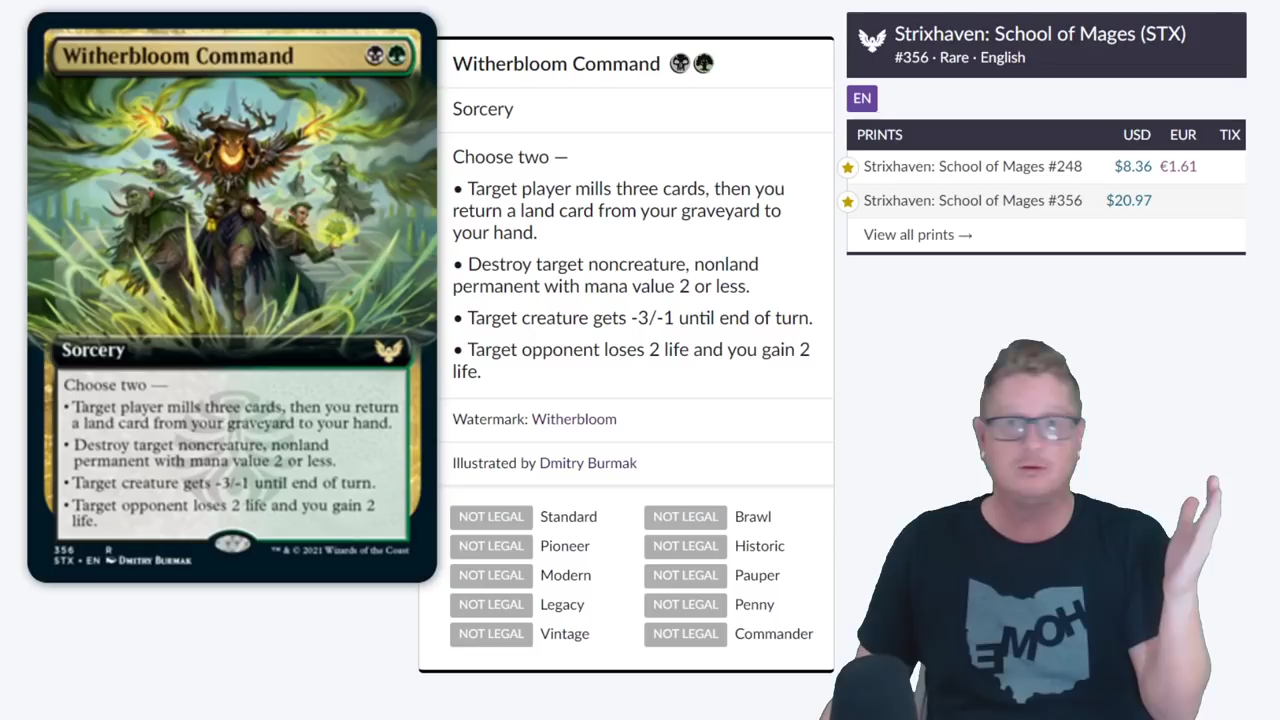 Witherbloom Command
Sorcery
Choose two —
• Target player mills three cards, then you return
a land card from your graveyard to your hand.
• Destroy target noncreature, nonland
permanent with mana value 2 or less.
• Target creature gets -3/-1 until end of turn.
• Target opponent loses 2 life and you gain 2
life.
356 R
STX • EN DMITRY BURMAK
™ & © 2021 Wizards of the Coast
Witherbloom Command
Sorcery
Choose two —
• Target player mills three cards, then you
return a land card from your graveyard to
your hand.
• Destroy target noncreature, nonland
permanent with mana value 2 or less.
• Target creature gets -3/-1 until end of turn.
• Target opponent loses 2 life and you gain 2
life.
Watermark: Witherbloom
Illustrated by Dmitry Burmak
NOT LEGAL Standard NOT LEGAL Brawl
NOT LEGAL Pioneer NOT LEGAL Historic
NOT LEGAL Modern NOT LEGAL Pauper
NOT LEGAL Legacy NOT LEGAL Penny
NOT LEGAL Vintage NOT LEGAL Commander
Strixhaven: School of Mages (STX)
#356 · Rare · English
EN
PRINTS USD EUR TIX
Strixhaven: School of Mages #248 $8.36 €1.61
Strixhaven: School of Mages #356 $20.97
View all prints →
HOME